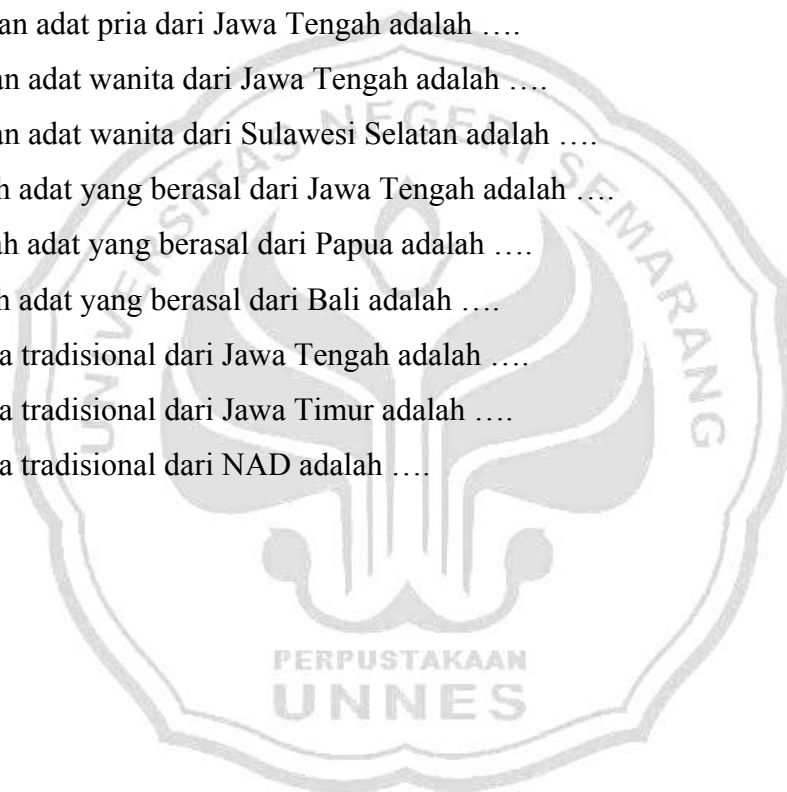 an adat pria dari Jawa Tengah adalah ….
an adat wanita dari Jawa Tengah adalah ….
an adat wanita dari Sulawesi Selatan adalah ….
h adat yang berasal dari Jawa Tengah adalah ….
ah adat yang berasal dari Papua adalah ….
h adat yang berasal dari Bali adalah ….
a tradisional dari Jawa Tengah adalah ….
a tradisional dari Jawa Timur adalah ….
a tradisional dari NAD adalah ….
UNIVERSITAS NEGERI SEMARANG
PERPUSTAKAAN
UNNES